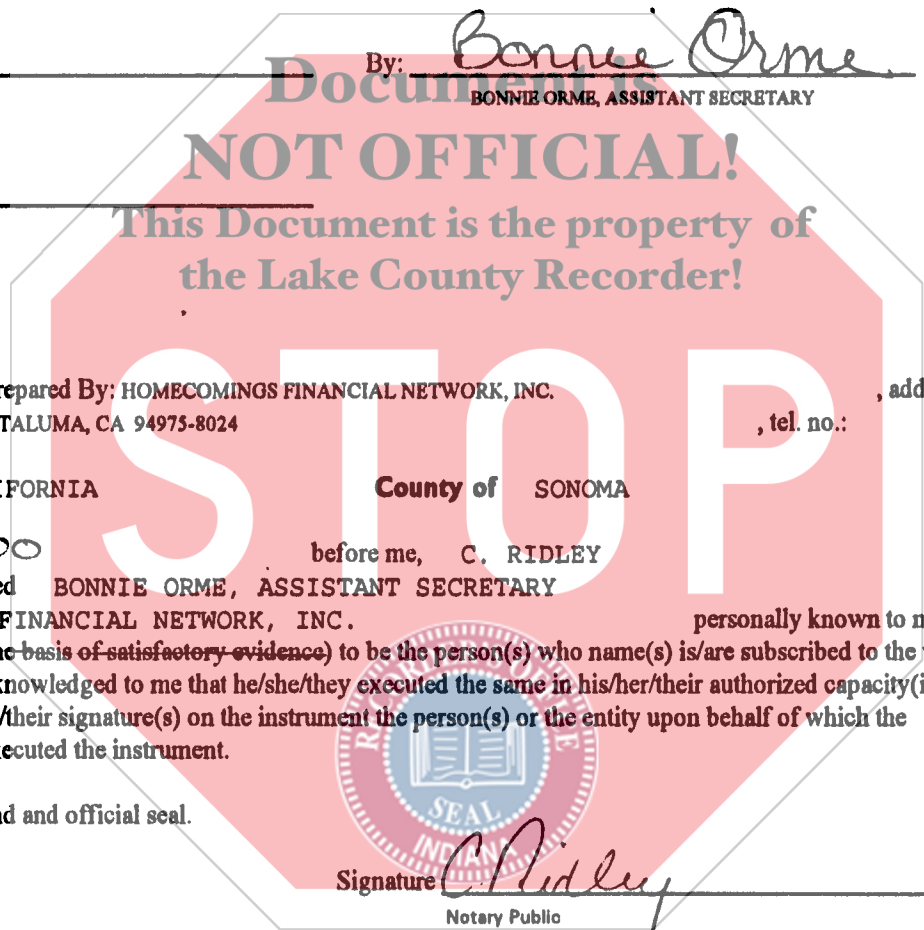 By: Bonnie Orme
BONNIE ORME, ASSISTANT SECRETARY
Document is
NOT OFFICIAL!
This Document is the property of
the Lake County Recorder!
STOP
repared By: HOMECOMINGS FINANCIAL NETWORK, INC. , add
TALUMA, CA 94975-8024 , tel. no.:
IFORNIA County of SONOMA
before me, C. RIDLEY
ed BONNIE ORME, ASSISTANT SECRETARY
FINANCIAL NETWORK, INC. personally known to m
he basis of satisfactory evidence) to be the person(s) who name(s) is/are subscribed to the
knowledged to me that he/she/they executed the same in his/her/their authorized capacity(i
/their signature(s) on the instrument the person(s) or the entity upon behalf of which the
ecuted the instrument.
nd and official seal.
SEAL
INDIANA
Signature C Ridley
Notary Public